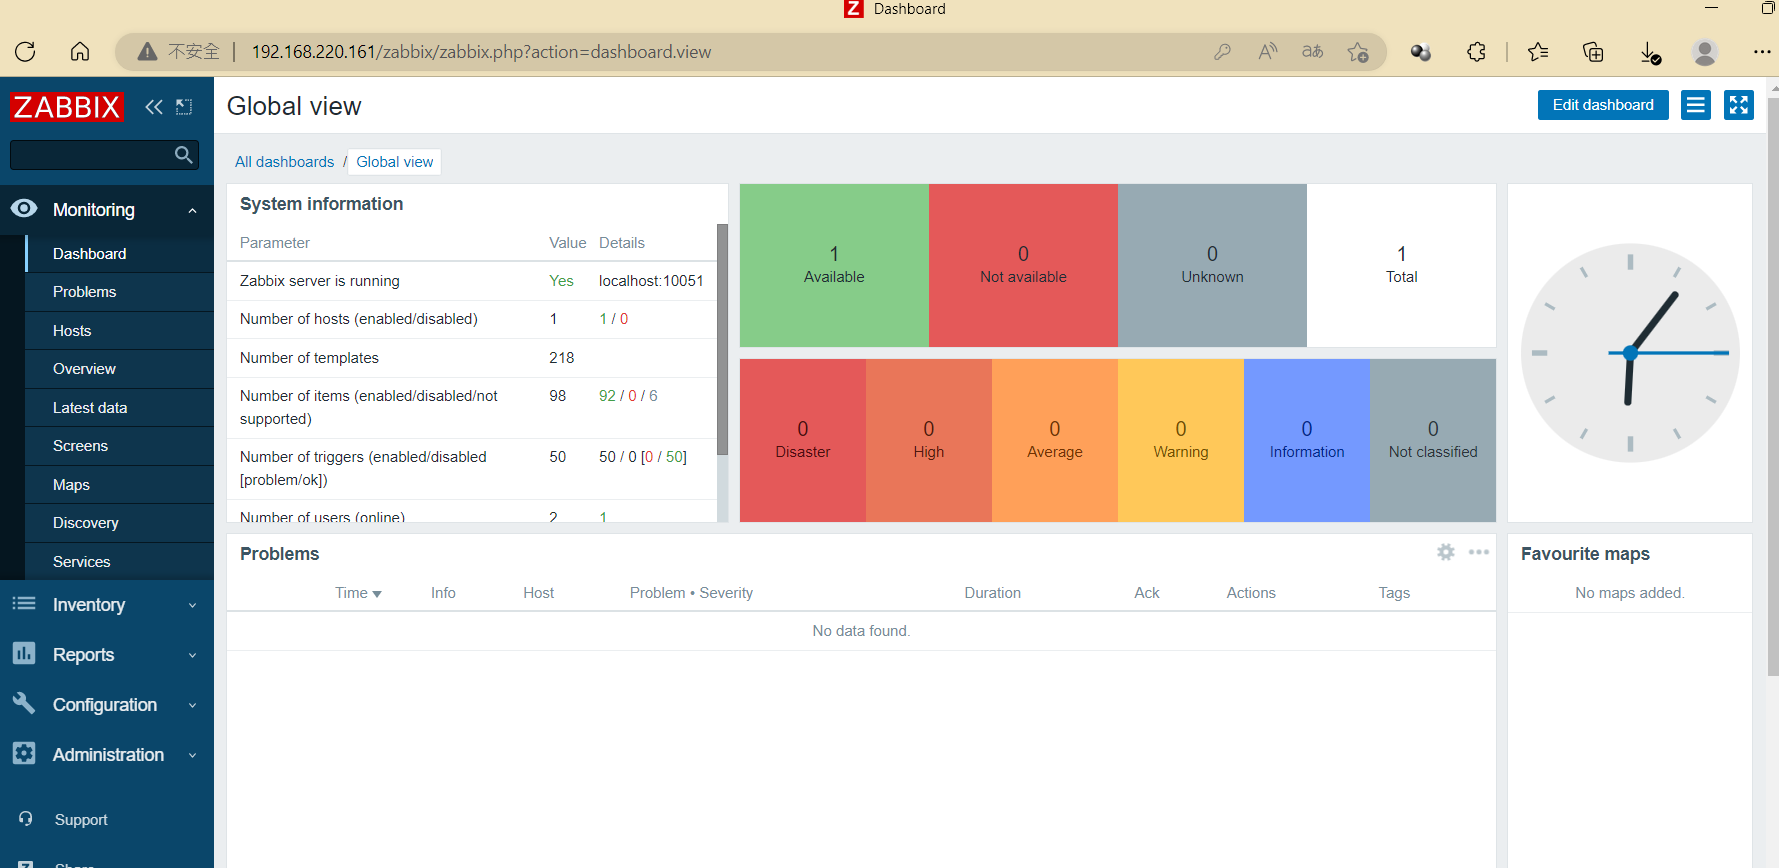 Z Dashboard
不安全 192.168.220.161/zabbix/zabbix.php?action=dashboard.view
ZABBIX
Global view
Edit dashboard
All dashboards / Global view
Monitoring
Dashboard
Problems
Hosts
Overview
Latest data
Screens
Maps
Discovery
Services
Inventory
Reports
Configuration
Administration
Support
Share
System information
Parameter Value Details
Zabbix server is running Yes localhost:10051
Number of hosts (enabled/disabled) 1 1 / 0
Number of templates 218
Number of items (enabled/disabled/not supported) 98 92 / 0 / 6
Number of triggers (enabled/disabled [problem/ok]) 50 50 / 0 [0 / 50]
Number of users (online) 2 1
1 Available
0 Not available
0 Unknown
1 Total
0 Disaster
0 High
0 Average
0 Warning
0 Information
0 Not classified
Problems
Time Info Host Problem • Severity Duration Ack Actions Tags
No data found.
Favourite maps
No maps added.